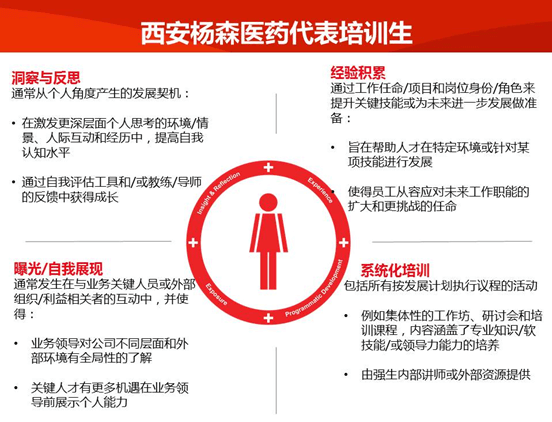 西安杨森医药代表培训生
洞察与反思
通常从个人角度产生的发展契机：
• 在激发更深层面个人思考的环境/情
景、人际互动和经历中，提高自我
认知水平
• 通过自我评估工具和/或教练/导师
的反馈中获得成长
经验积累
通过工作任命/项目和岗位身份/角色来
提升关键技能或为未来进一步发展做准
备：
• 旨在帮助人才在特定环境或针对某
项技能进行发展
• 使得员工从容应对未来工作职能的
扩大和更挑战的任命
Insight & Reflection
Experience
Exposure
Programmatic Development
曝光/自我展现
通常发生在与业务关键人员或外部
组织/利益相关者的互动中，并使
得：
• 业务领导对公司不同层面和外
部环境有全局性的了解
• 关键人才有更多机遇在业务领
导前展示个人能力
系统化培训
包括所有按发展计划执行议程的活动
• 例如集体性的工作坊、研讨会和培
训课程，内容涵盖了专业知识/软
技能/或领导力能力的培养
• 由强生内部讲师或外部资源提供